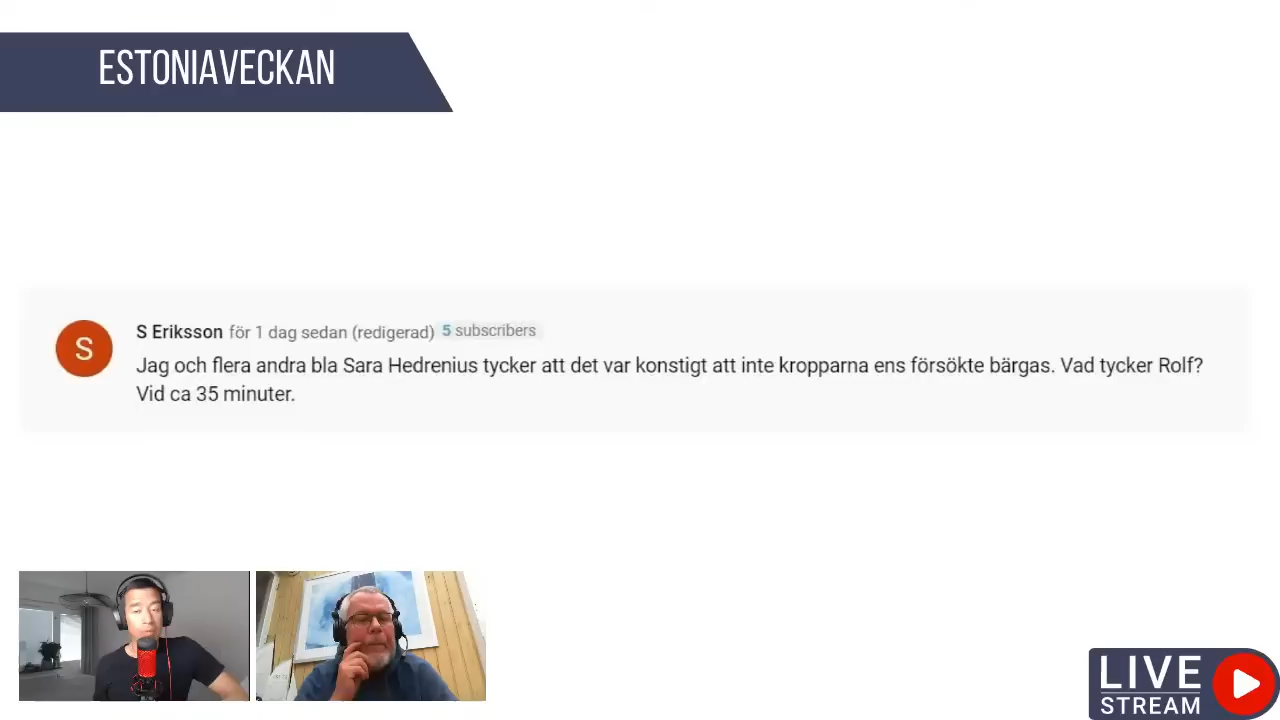 ESTONIAVECKAN
S Eriksson för 1 dag sedan (redigerad) 5 subscribers
S
Jag och flera andra bla Sara Hedrenius tycker att det var konstigt att inte kropparna ens försökte bärgas. Vad tycker Rolf?
Vid ca 35 minuter.
LIVE
STREAM